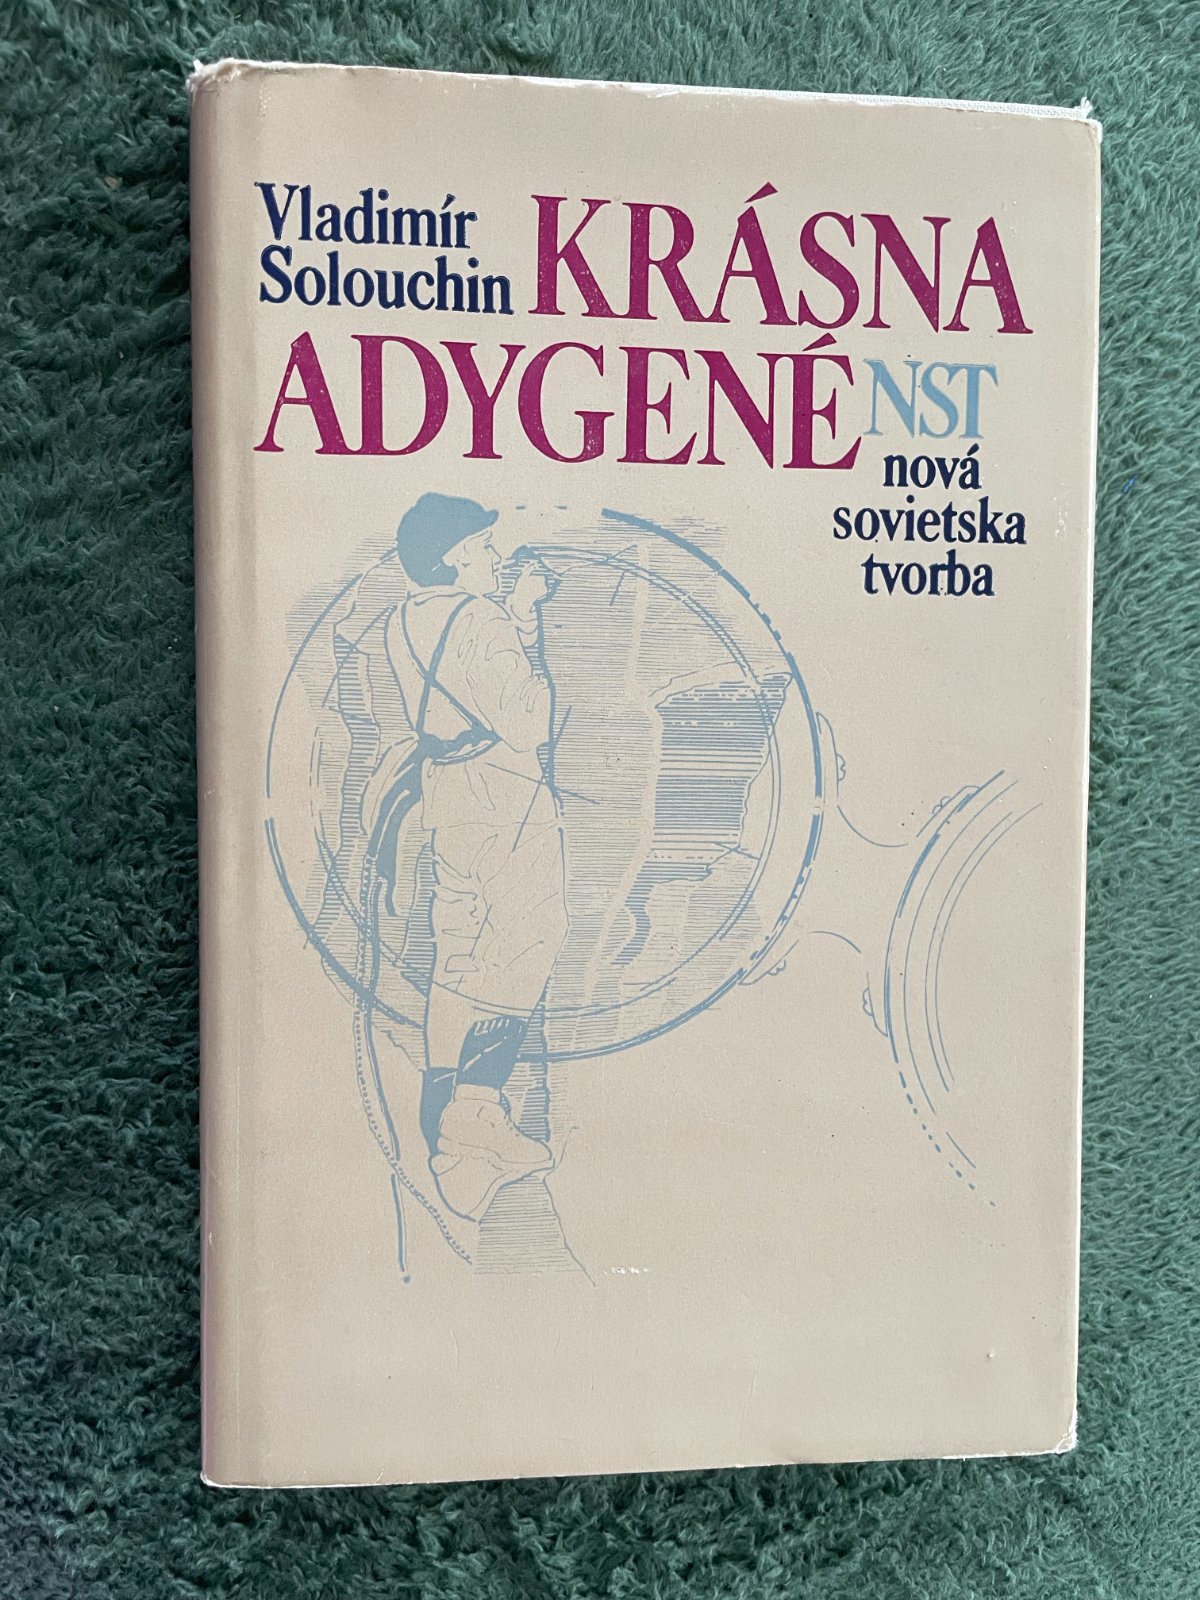 Vladimír
Solouchin
KRÁSNA
ADYGENÉ
NST
nová
sovietska
tvorba